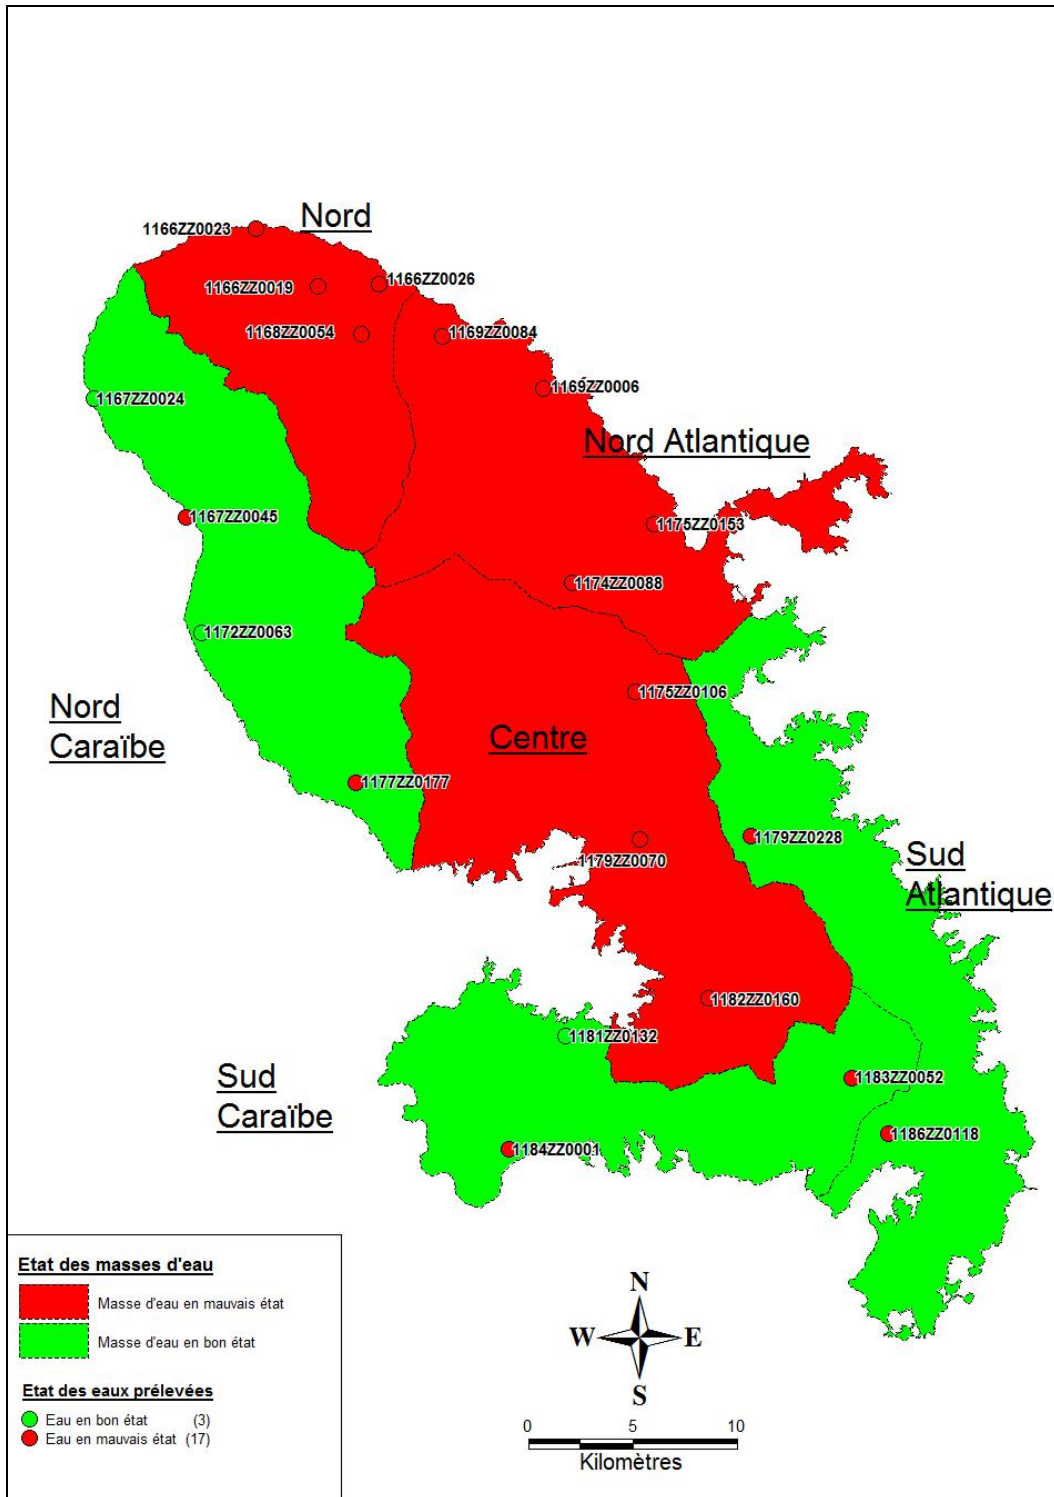 Nord
1166ZZ0023
1166ZZ0026
1166ZZ0019
1168ZZ0054
1169ZZ0084
1169ZZ0006
1167ZZ0024
Nord Atlantique
1167ZZ0045
1175ZZ0153
1174ZZ0088
1172ZZ0063
1175ZZ0106
Nord
Caraïbe
Centre
1177ZZ0177
1179ZZ0228
1179ZZ0070
Sud
Atlantique
1182ZZ0160
1181ZZ0132
Sud
Caraïbe
1183ZZ0052
1186ZZ0118
1184ZZ0001
Etat des masses d'eau
Masse d'eau en mauvais état
Masse d'eau en bon état
Etat des eaux prélevées
Eau en bon état (3)
Eau en mauvais état (17)
N
W E
S
0 5 10
Kilomètres